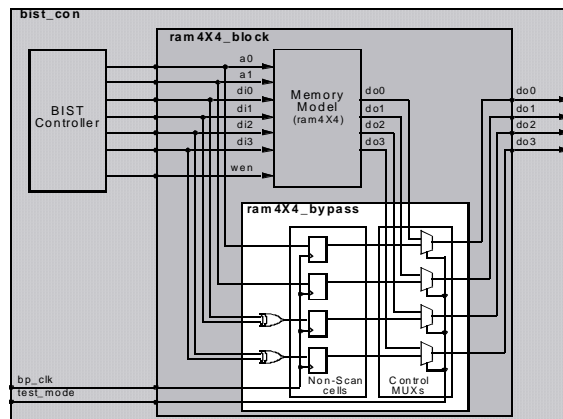 bist_con
ram4X4_block
BIST
Controller
a0
a1
di0
di1
di2
di3
wen
Memory
Model
(ram4X4)
do0
do1
do2
do3
do0
do1
do2
do3
ram4X4_bypass
Non-Scan
cells
Control
MUXs
bp_clk
test_mode